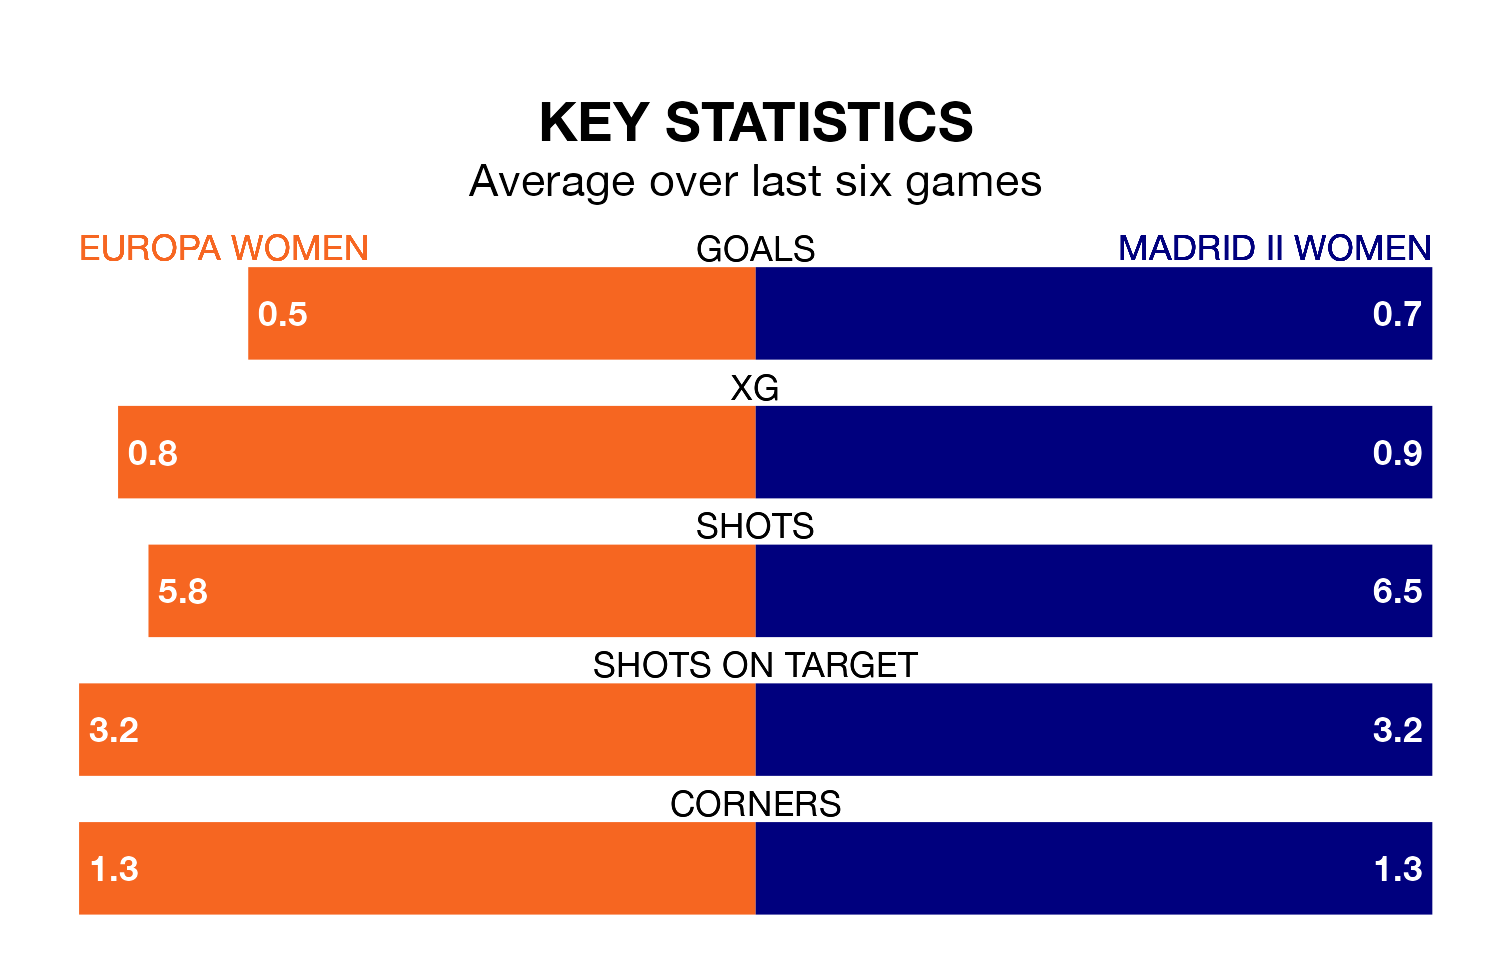 KEY STATISTICS
Average over last six games
EUROPA WOMEN GOALS MADRID II WOMEN
0.5 0.7
XG
0.8 0.9
SHOTS
5.8 6.5
SHOTS ON TARGET
3.2 3.2
CORNERS
1.3 1.3